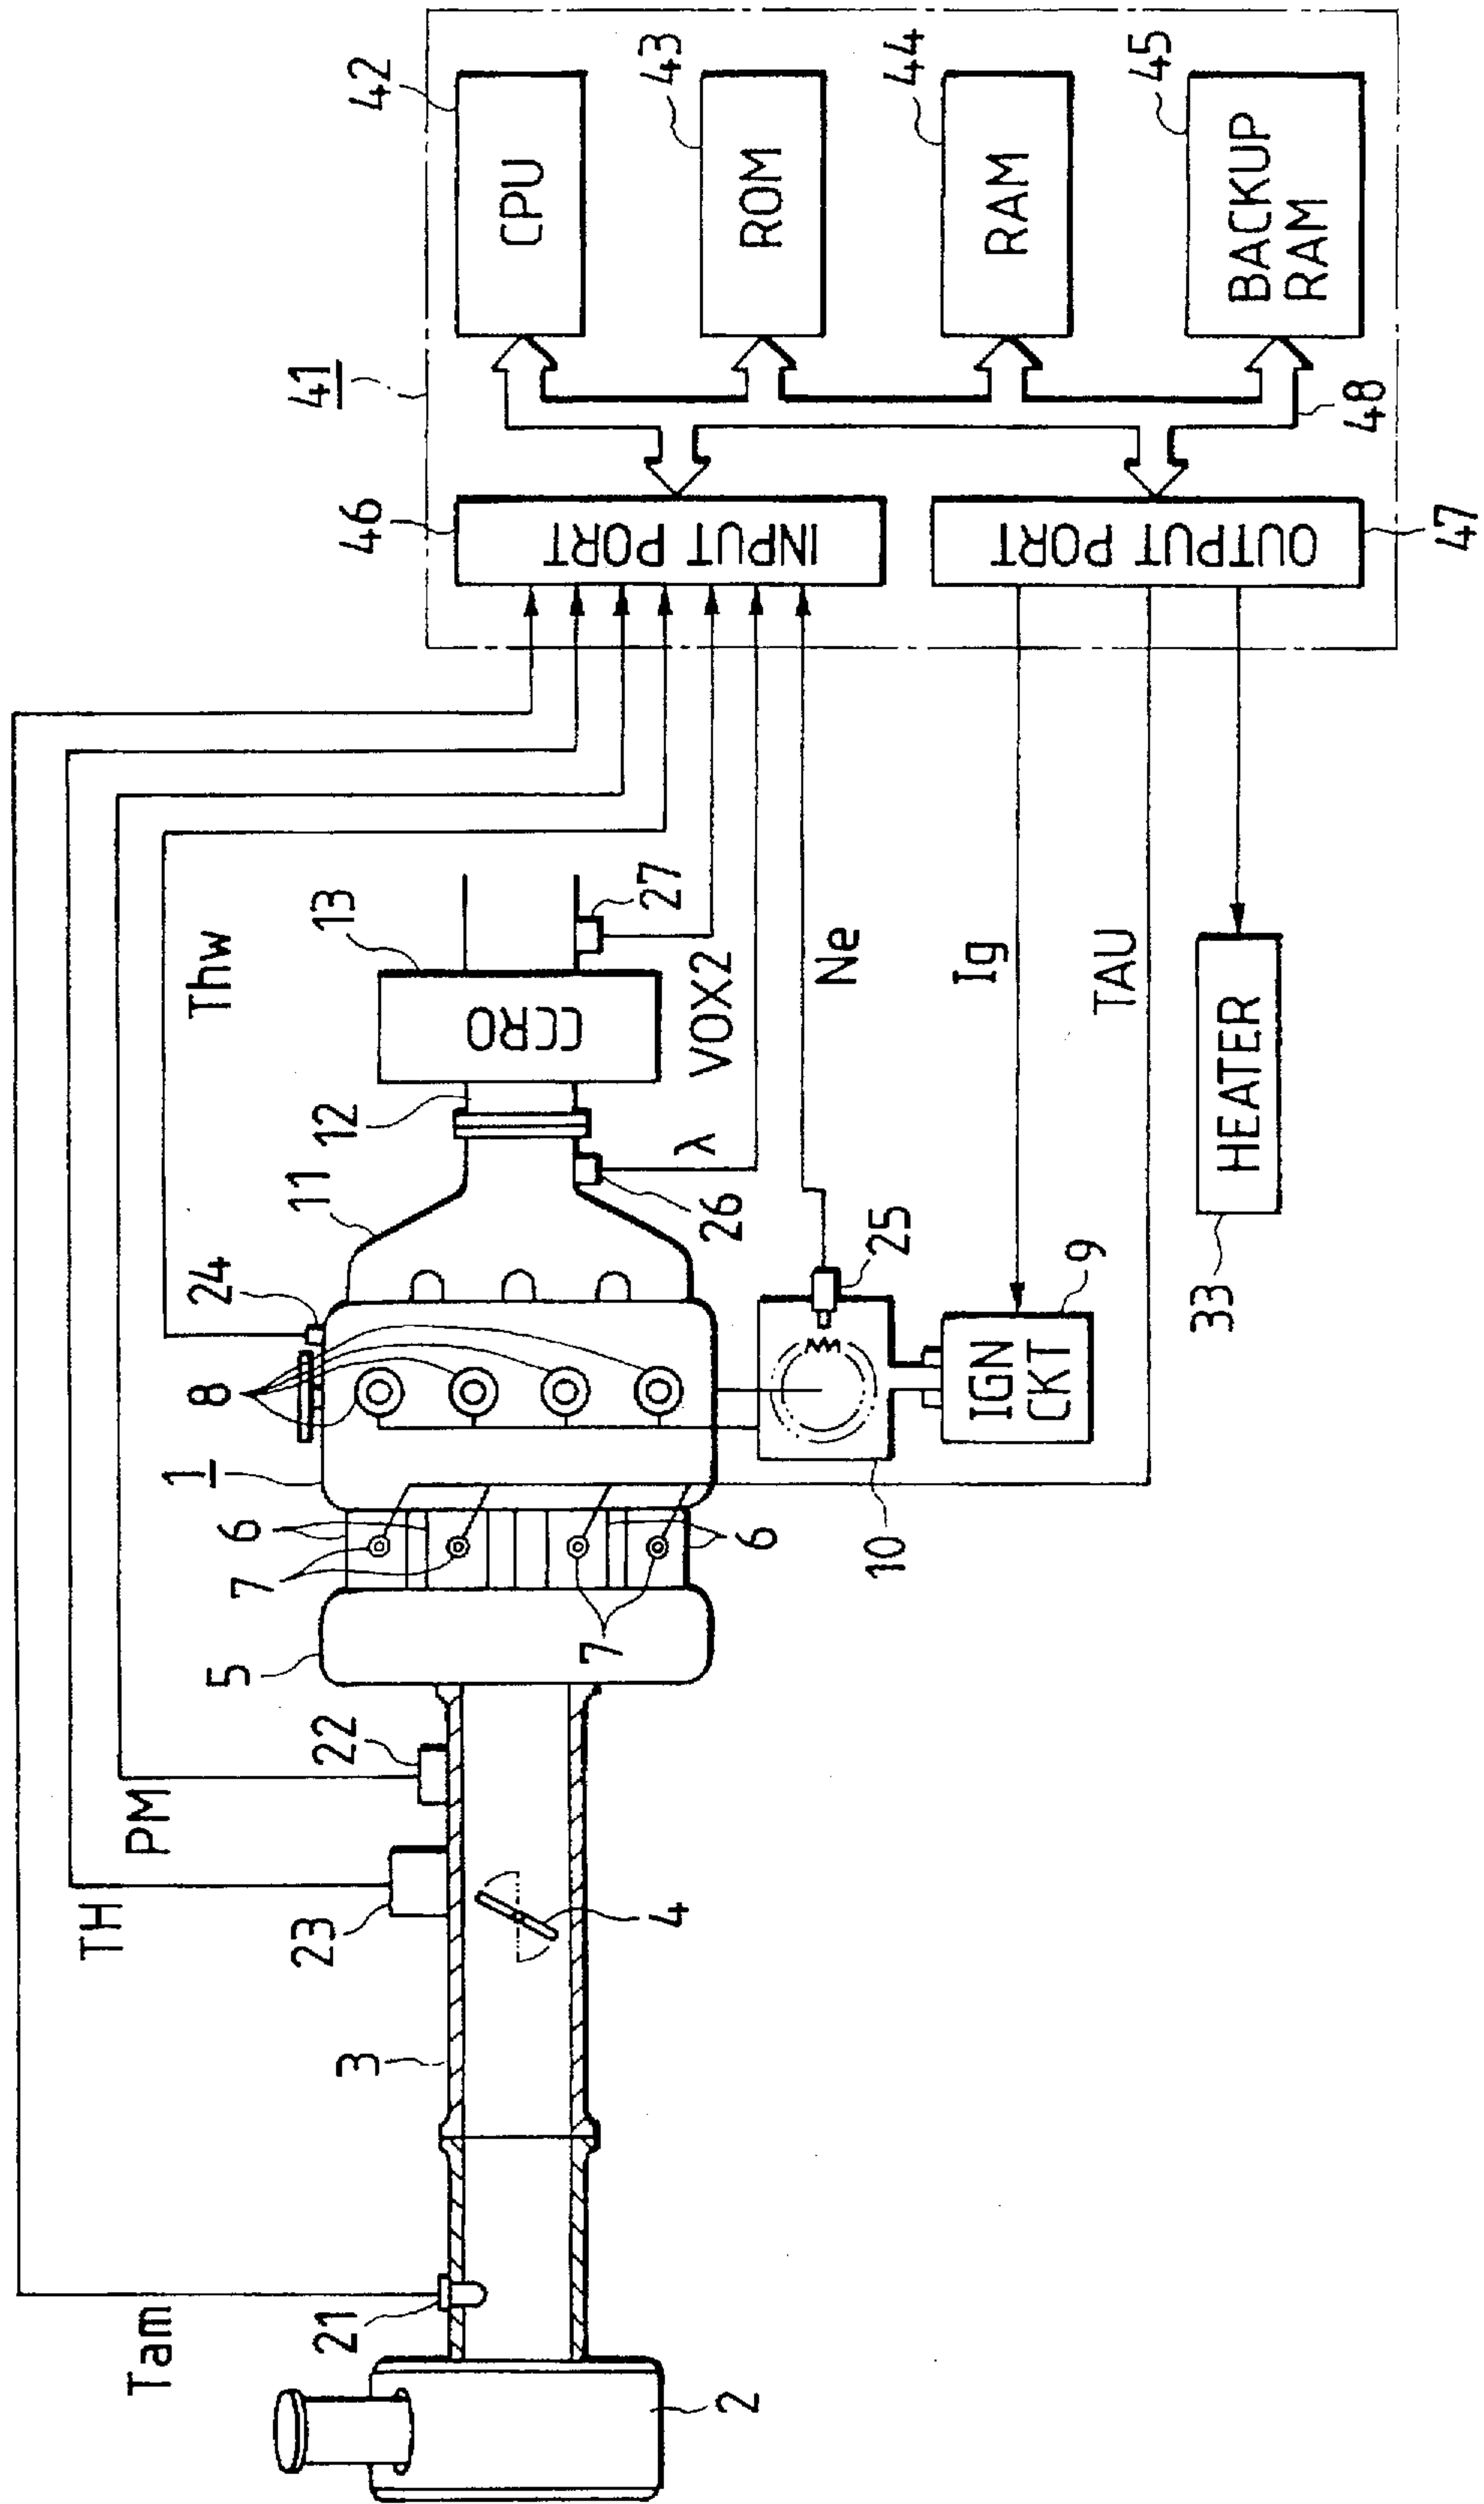 Tam
TH
PM
Thw
21
23
22
2
3
4
5
7
6
1
8
24
11
12
13
7
6
10
26
27
25
9
λ
VOX2
Ne
Ig
TAU
CCRO
IGN
CKT
HEATER
33
41
46
INPUT PORT
OUTPUT PORT
47
48
42
CPU
43
ROM
44
RAM
45
BACKUP
RAM